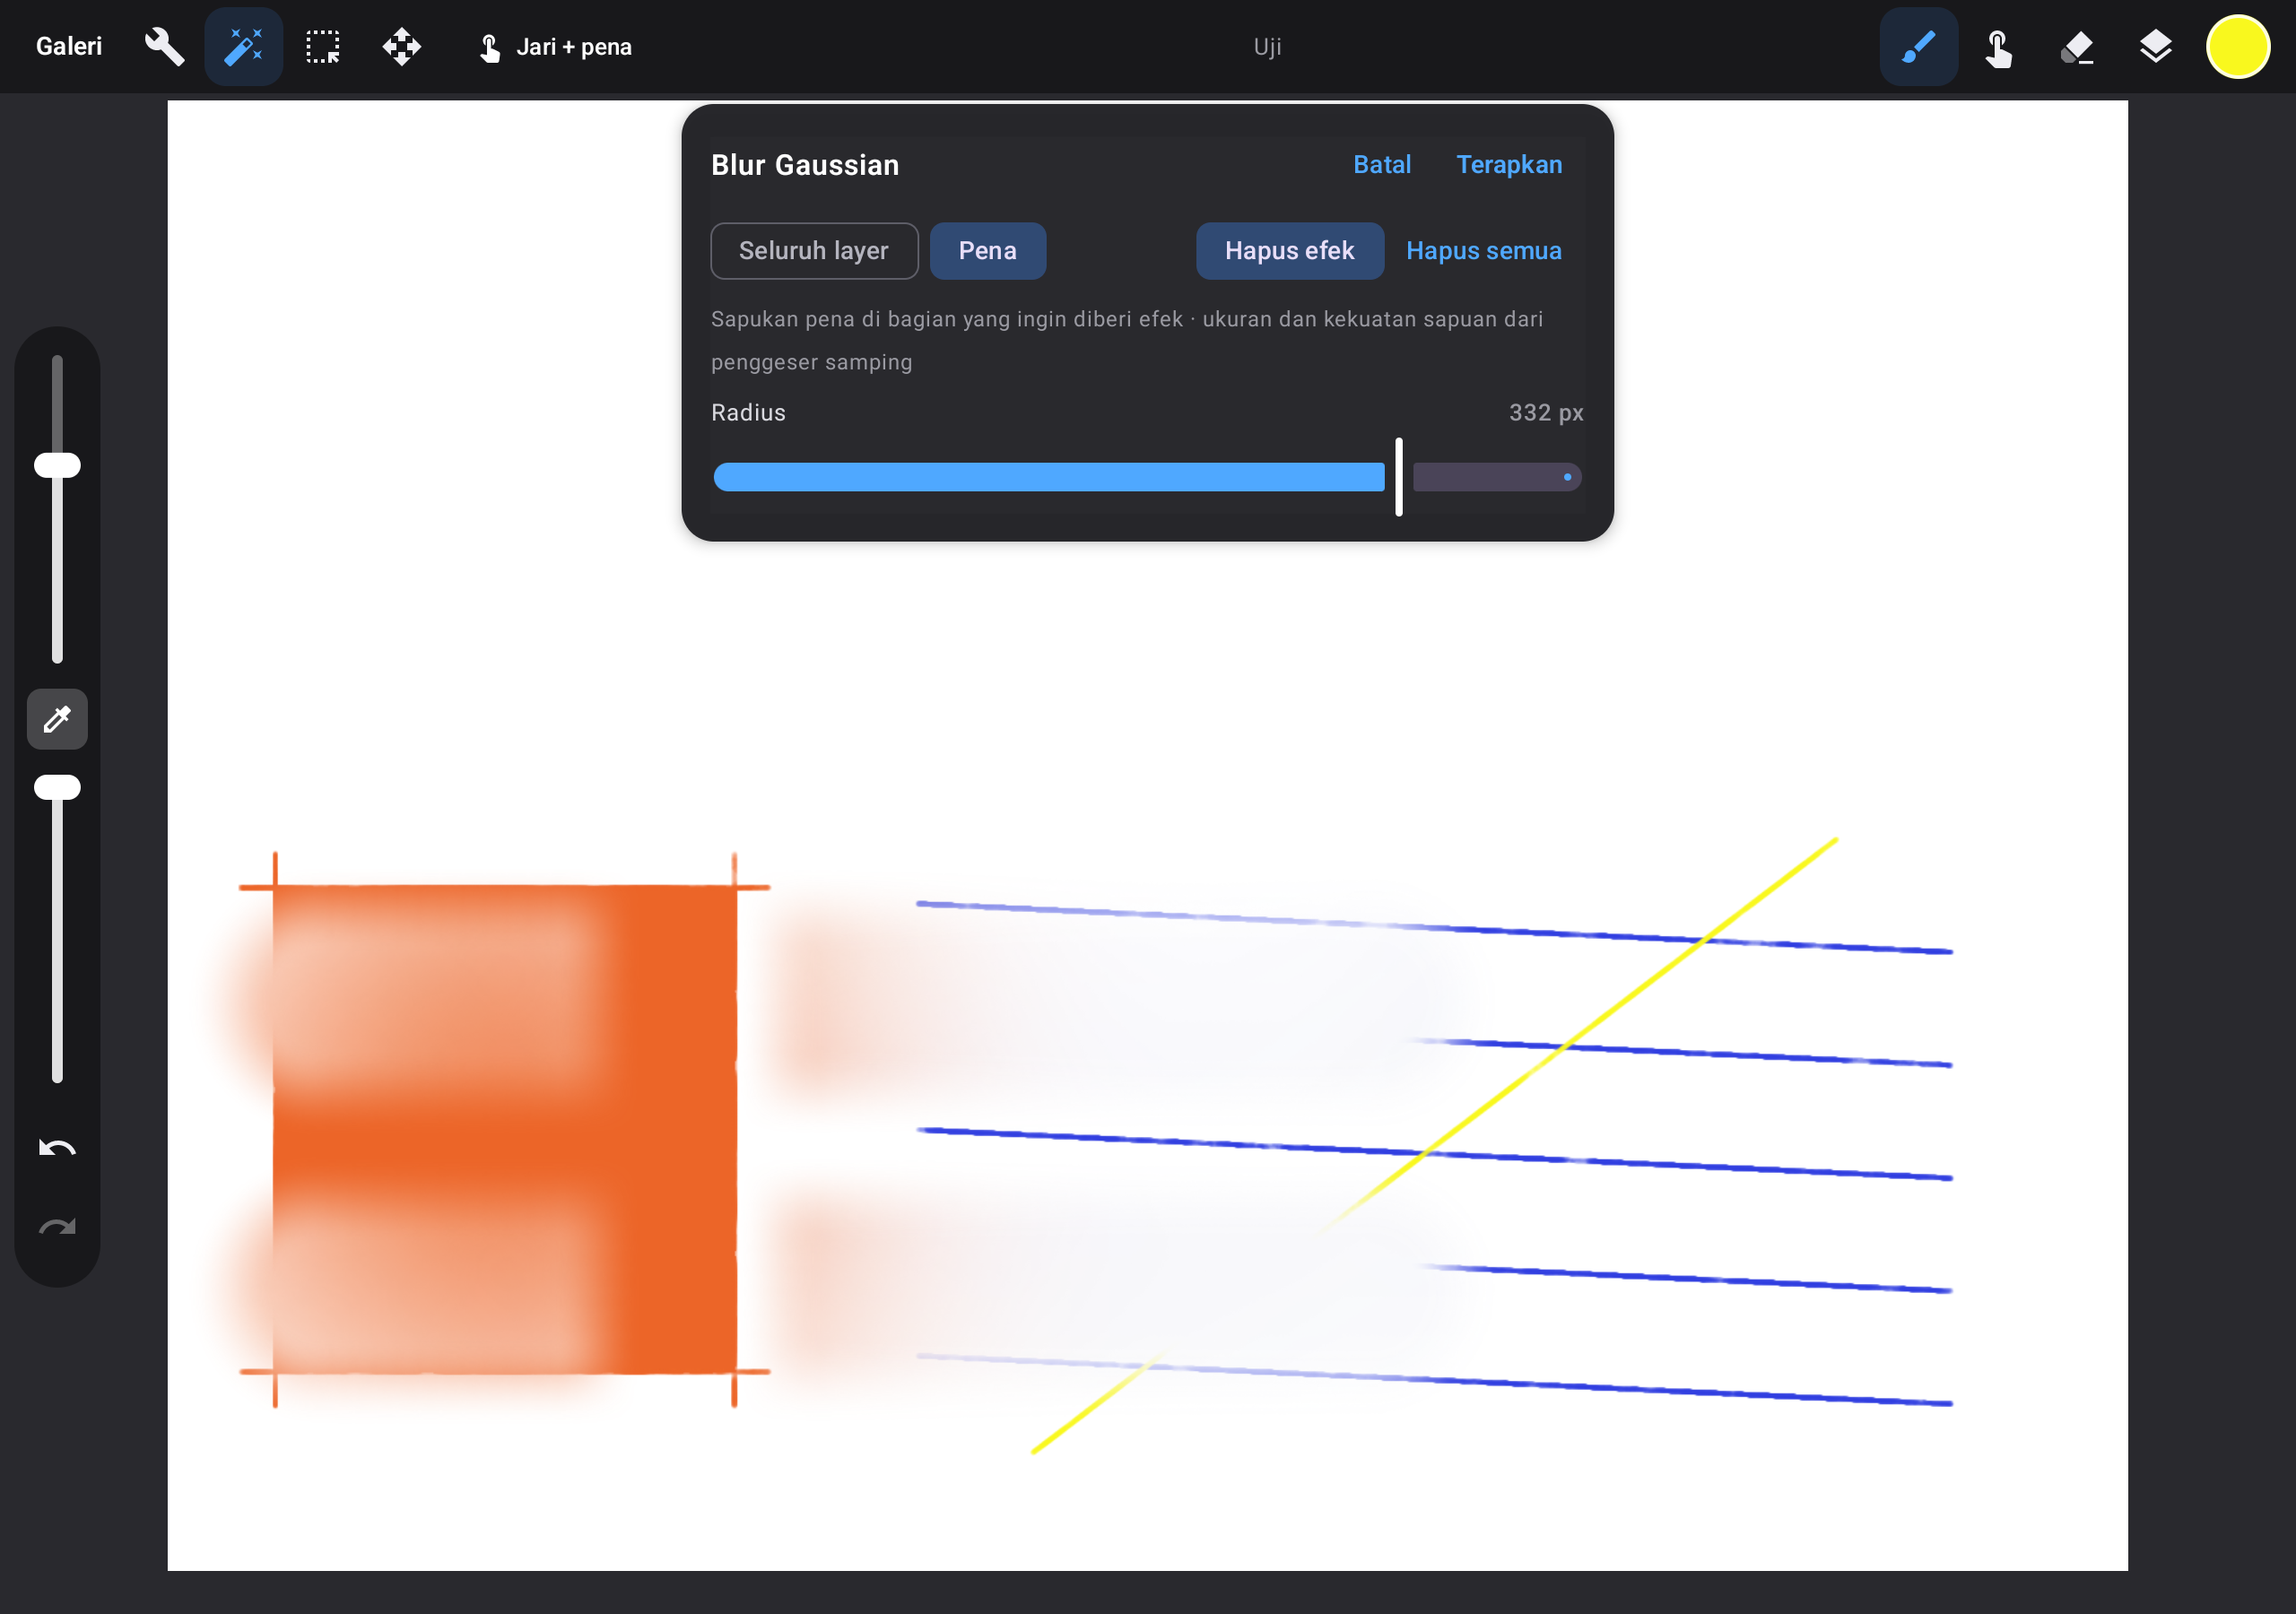 Galeri
Jari + pena
Uji
Blur Gaussian
Batal
Terapkan
Seluruh layer
Pena
Hapus efek
Hapus semua
Sapukan pena di bagian yang ingin diberi efek · ukuran dan kekuatan sapuan dari
penggeser samping
Radius
332 px